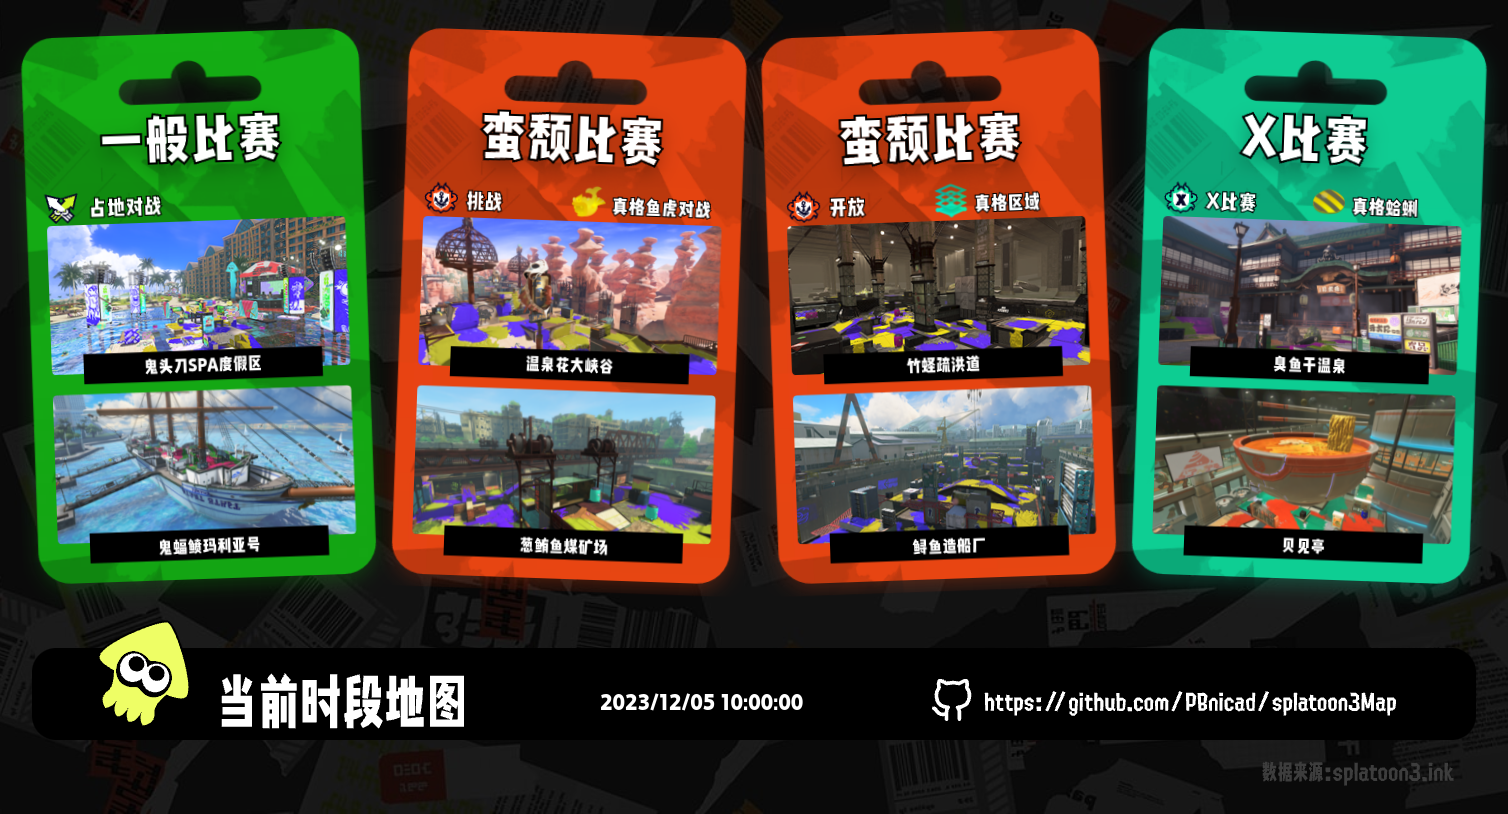 一般比赛
占地对战
鬼头刀SPA度假区
鬼蝠鲼玛利亚号
蛮颓比赛
挑战
真格鱼虎对战
温泉花大峡谷
葱鲔鱼煤矿场
蛮颓比赛
开放
真格区域
竹蛏疏洪道
鲟鱼造船厂
X比赛
X比赛
真格蛤蜊
臭鱼干温泉
贝见亭
当前时段地图
2023/12/05 10:00:00
https://github.com/PBnicad/splatoon3Map
数据来源:splatoon3.ink